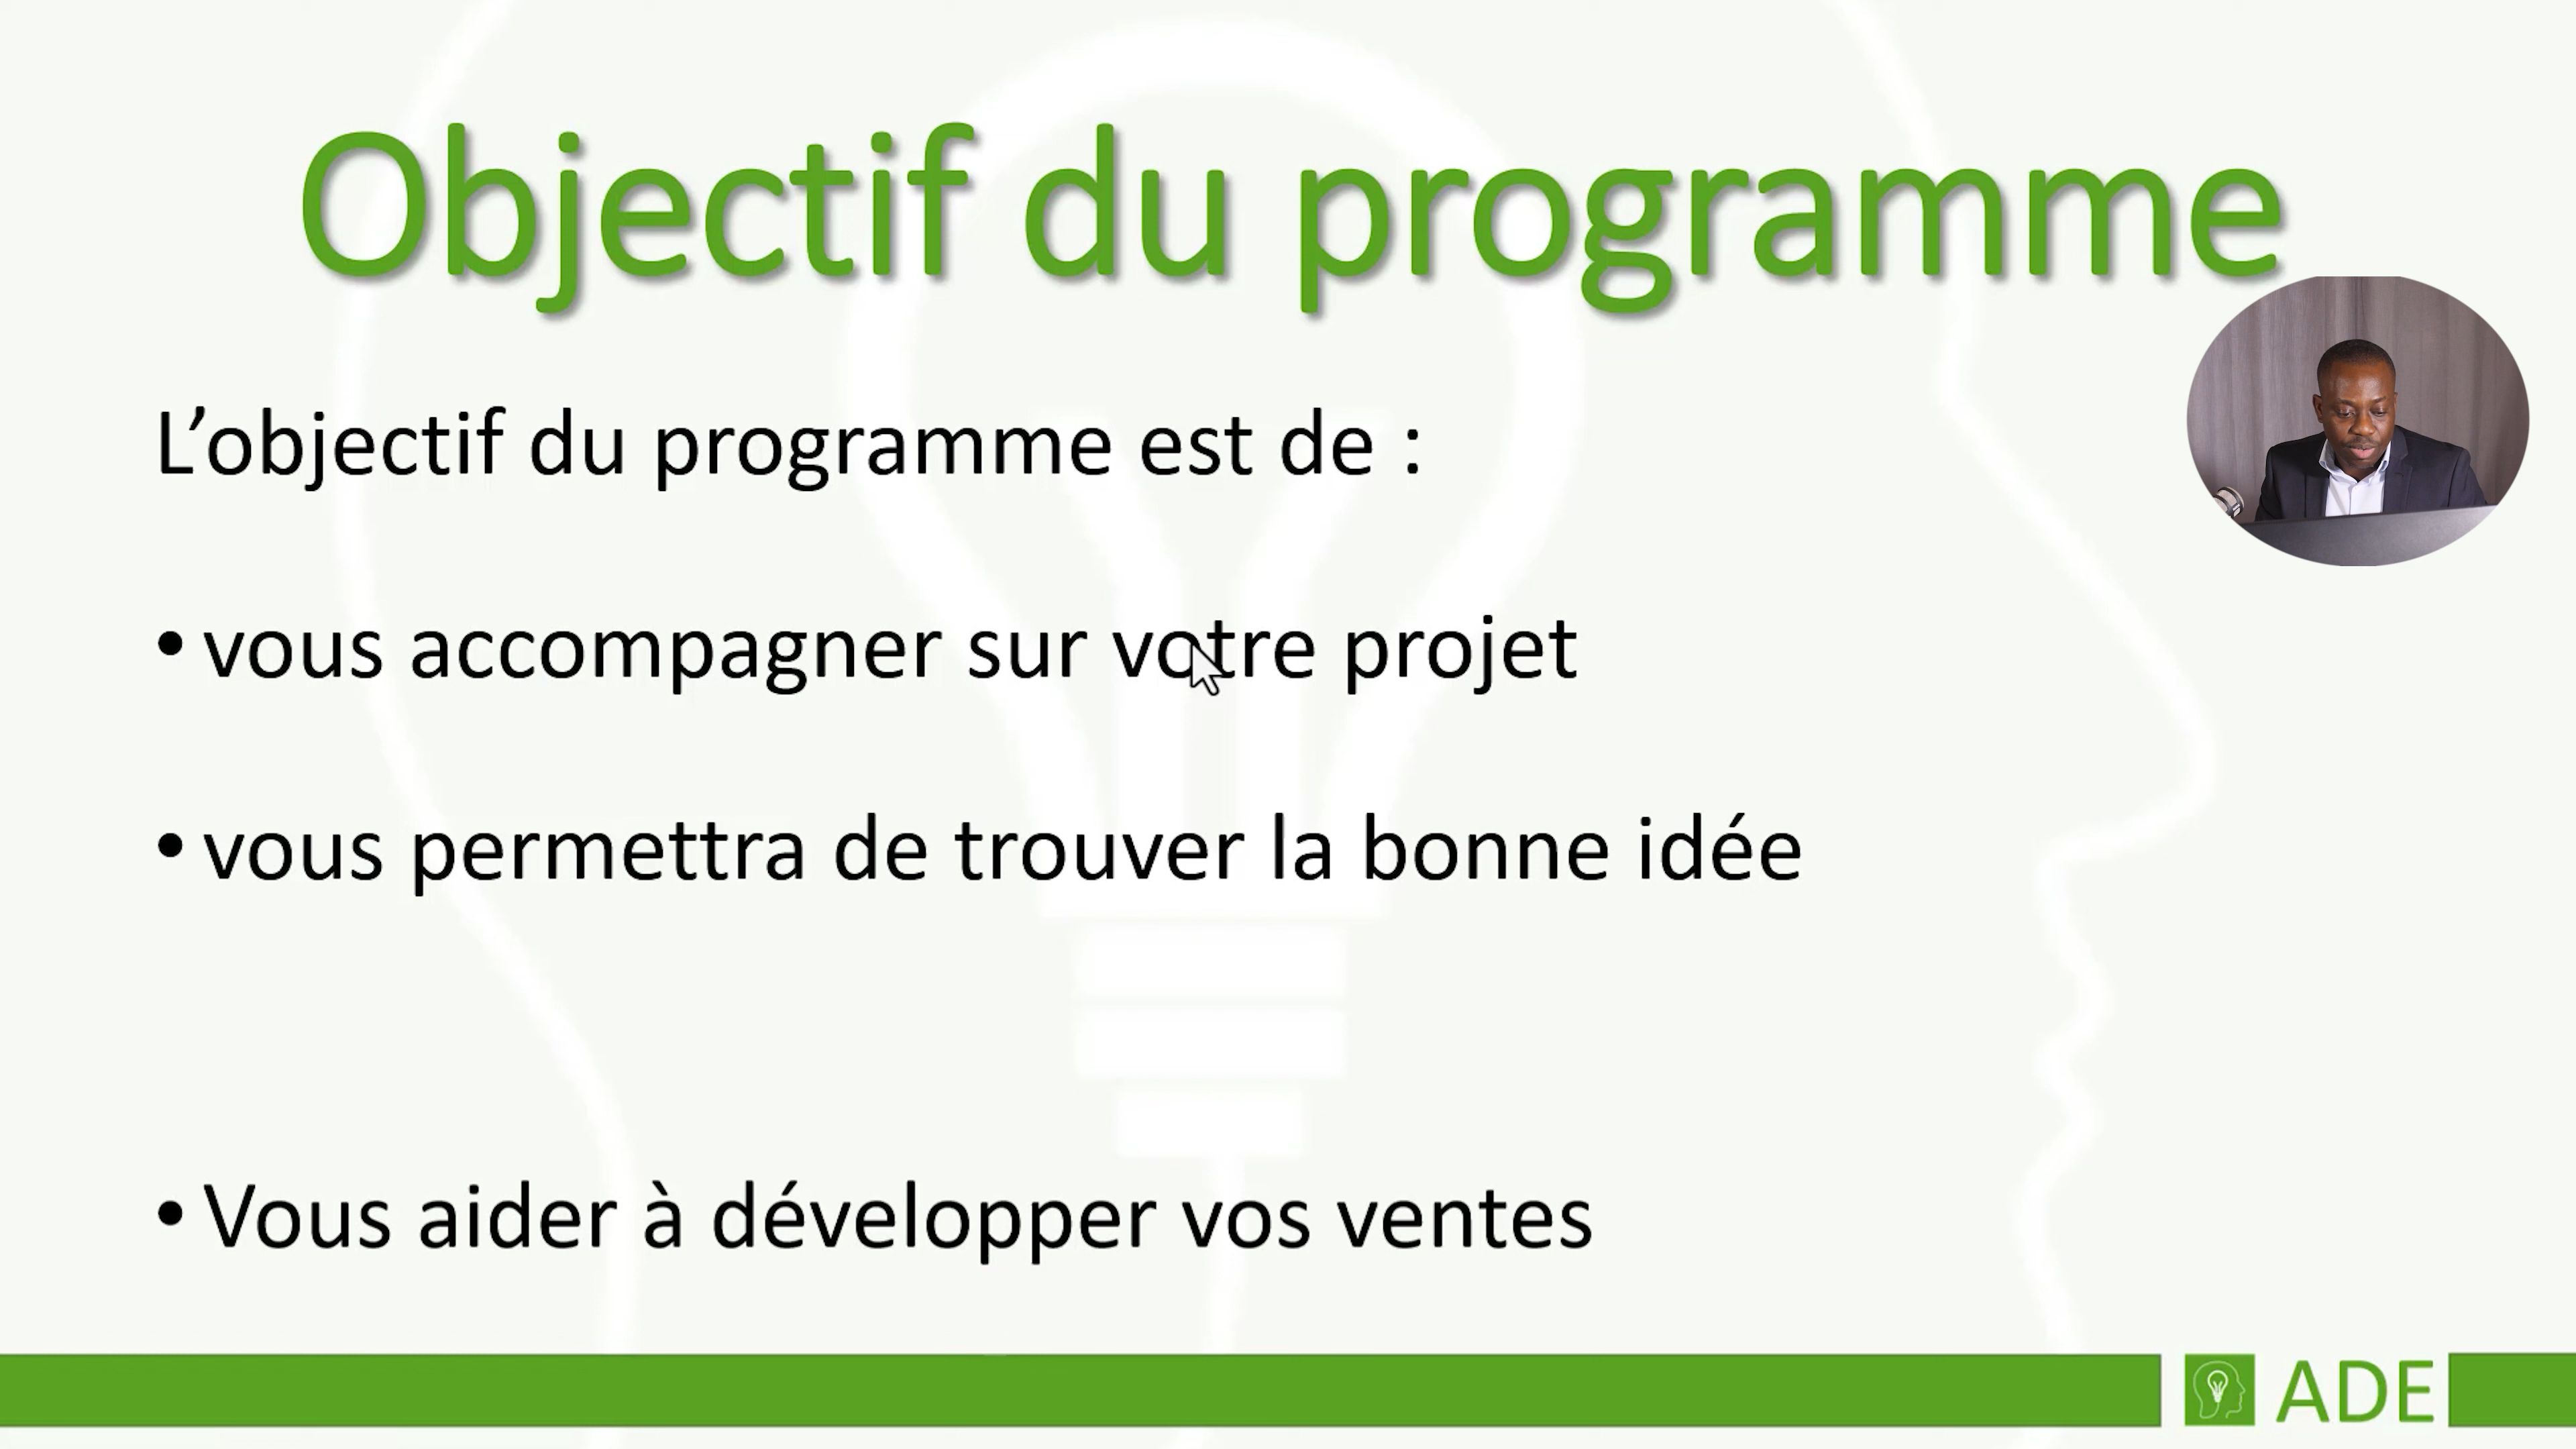 Objectif du programme
L’objectif du programme est de :
• vous accompagner sur votre projet
• vous permettra de trouver la bonne idée
• Vous aider à développer vos ventes
ADE